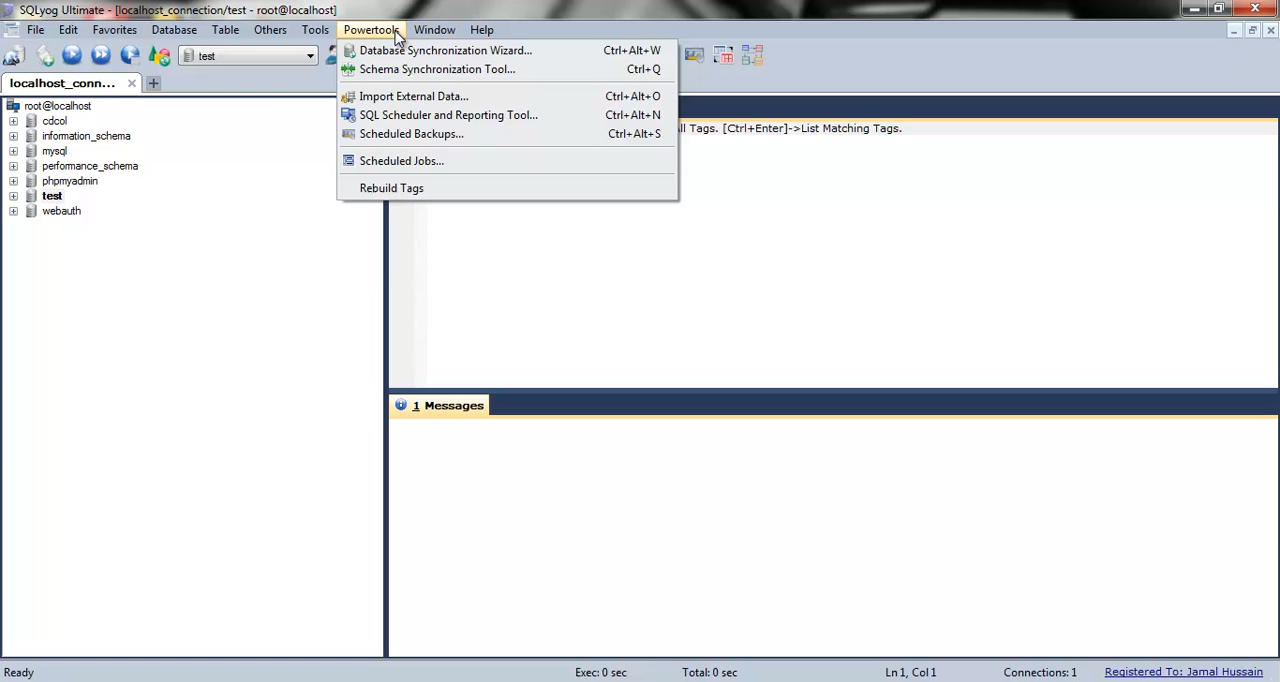 SQLyog Ultimate - [localhost_connection/test - root@localhost]
File Edit Favorites Database Table Others Tools Powertools Window Help
test
localhost_conn...
Database Synchronization Wizard... Ctrl+Alt+W
Schema Synchronization Tool... Ctrl+Q
Import External Data... Ctrl+Alt+O
SQL Scheduler and Reporting Tool... Ctrl+Alt+N
Scheduled Backups... Ctrl+Alt+S
Scheduled Jobs...
Rebuild Tags
root@localhost
cdcol
information_schema
mysql
performance_schema
phpmyadmin
test
webauth
ll Tags. [Ctrl+Enter]->List Matching Tags.
1 Messages
Ready Exec: 0 sec Total: 0 sec Ln 1, Col 1 Connections: 1 Registered To: Jamal Hussain